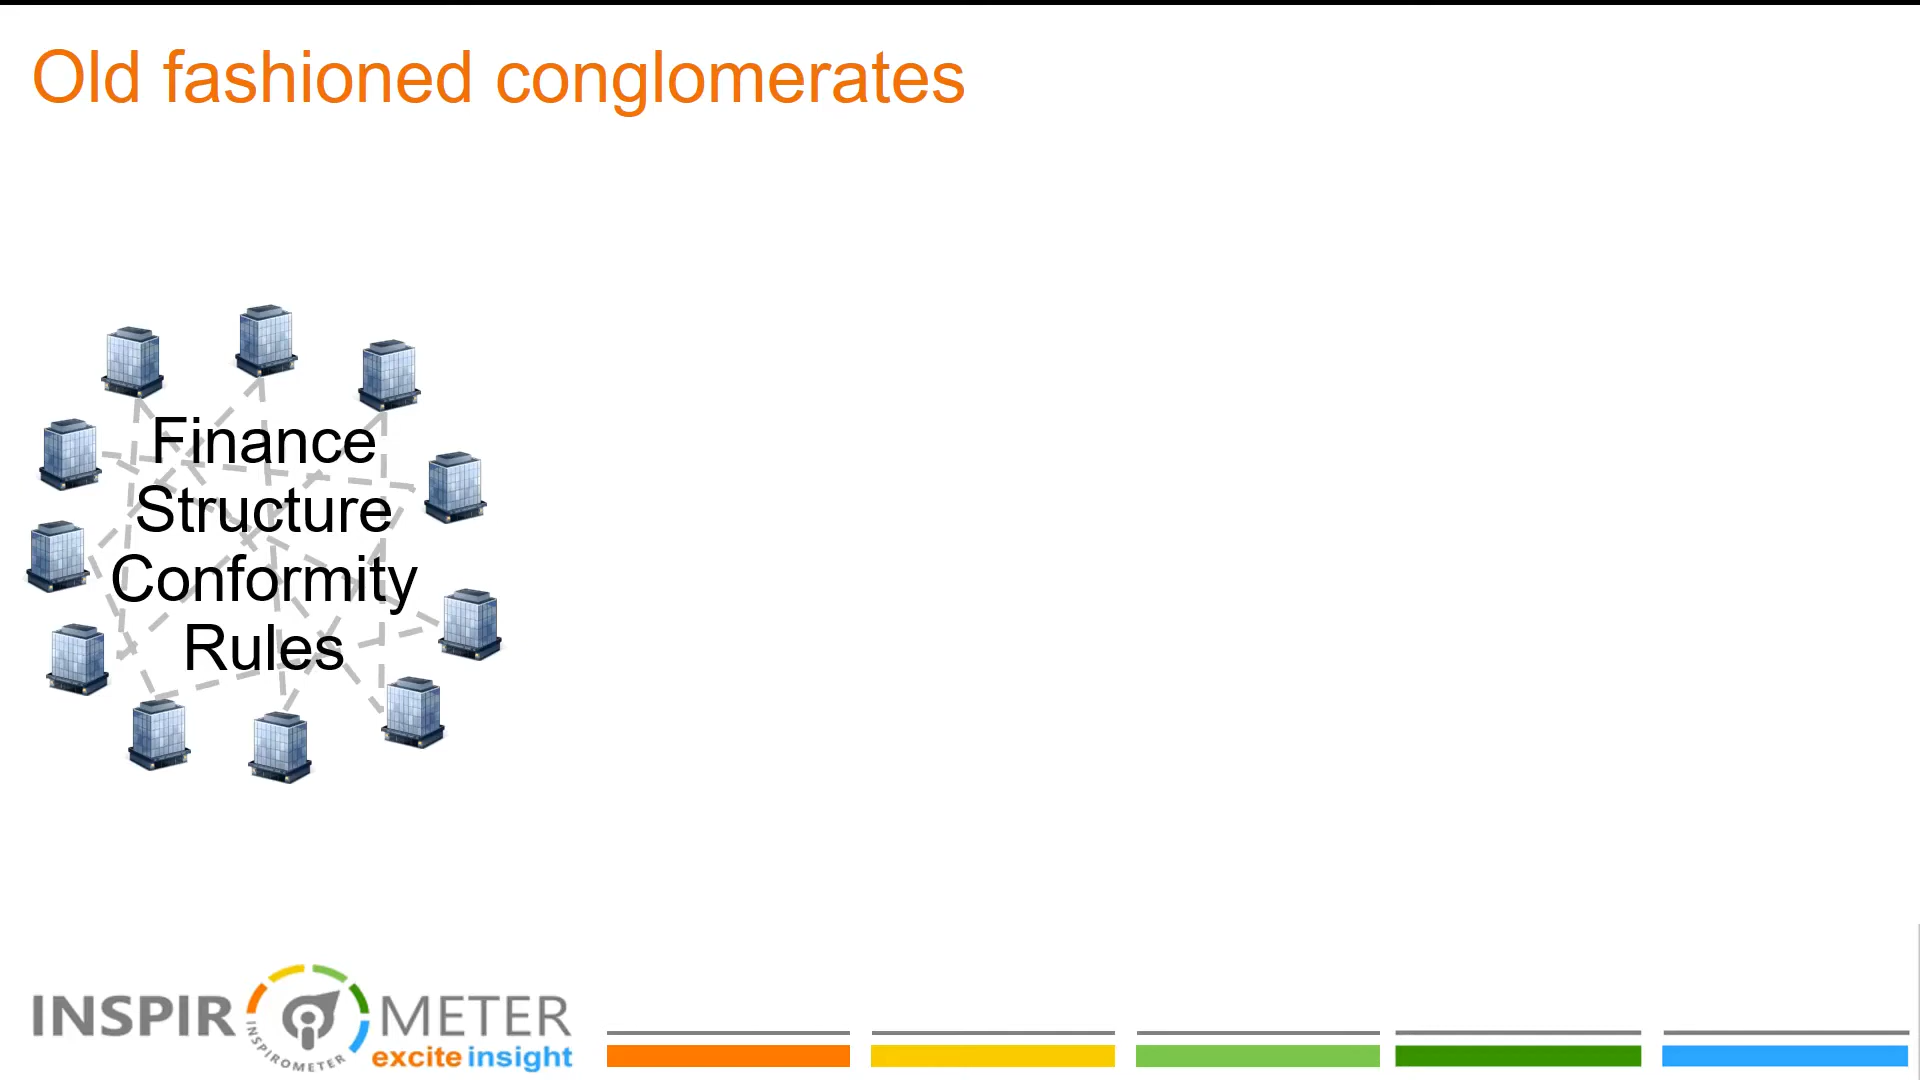 Old fashioned conglomerates
Finance
Structure
Conformity
Rules
INSPIR METER
INSPIROMETER
excite insight